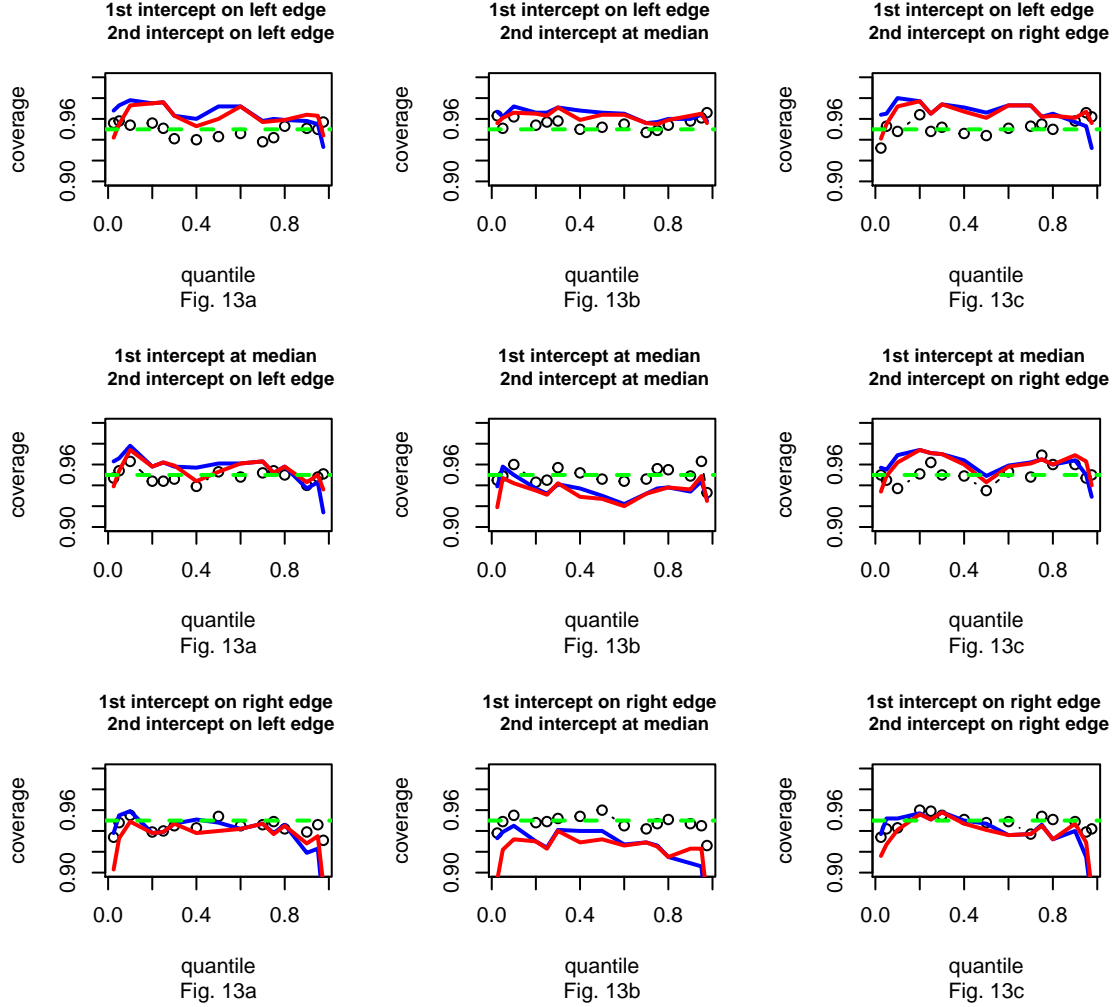 1st intercept on left edge
2nd intercept on left edge
1st intercept on left edge
2nd intercept at median
1st intercept on left edge
2nd intercept on right edge
coverage
0.90 0.96
0.0 0.4 0.8
quantile
Fig. 13a
coverage
0.90 0.96
0.0 0.4 0.8
quantile
Fig. 13b
coverage
0.90 0.96
0.0 0.4 0.8
quantile
Fig. 13c
1st intercept at median
2nd intercept on left edge
1st intercept at median
2nd intercept at median
1st intercept at median
2nd intercept on right edge
coverage
0.90 0.96
0.0 0.4 0.8
quantile
Fig. 13a
coverage
0.90 0.96
0.0 0.4 0.8
quantile
Fig. 13b
coverage
0.90 0.96
0.0 0.4 0.8
quantile
Fig. 13c
1st intercept on right edge
2nd intercept on left edge
1st intercept on right edge
2nd intercept at median
1st intercept on right edge
2nd intercept on right edge
coverage
0.90 0.96
0.0 0.4 0.8
quantile
Fig. 13a
coverage
0.90 0.96
0.0 0.4 0.8
quantile
Fig. 13b
coverage
0.90 0.96
0.0 0.4 0.8
quantile
Fig. 13c